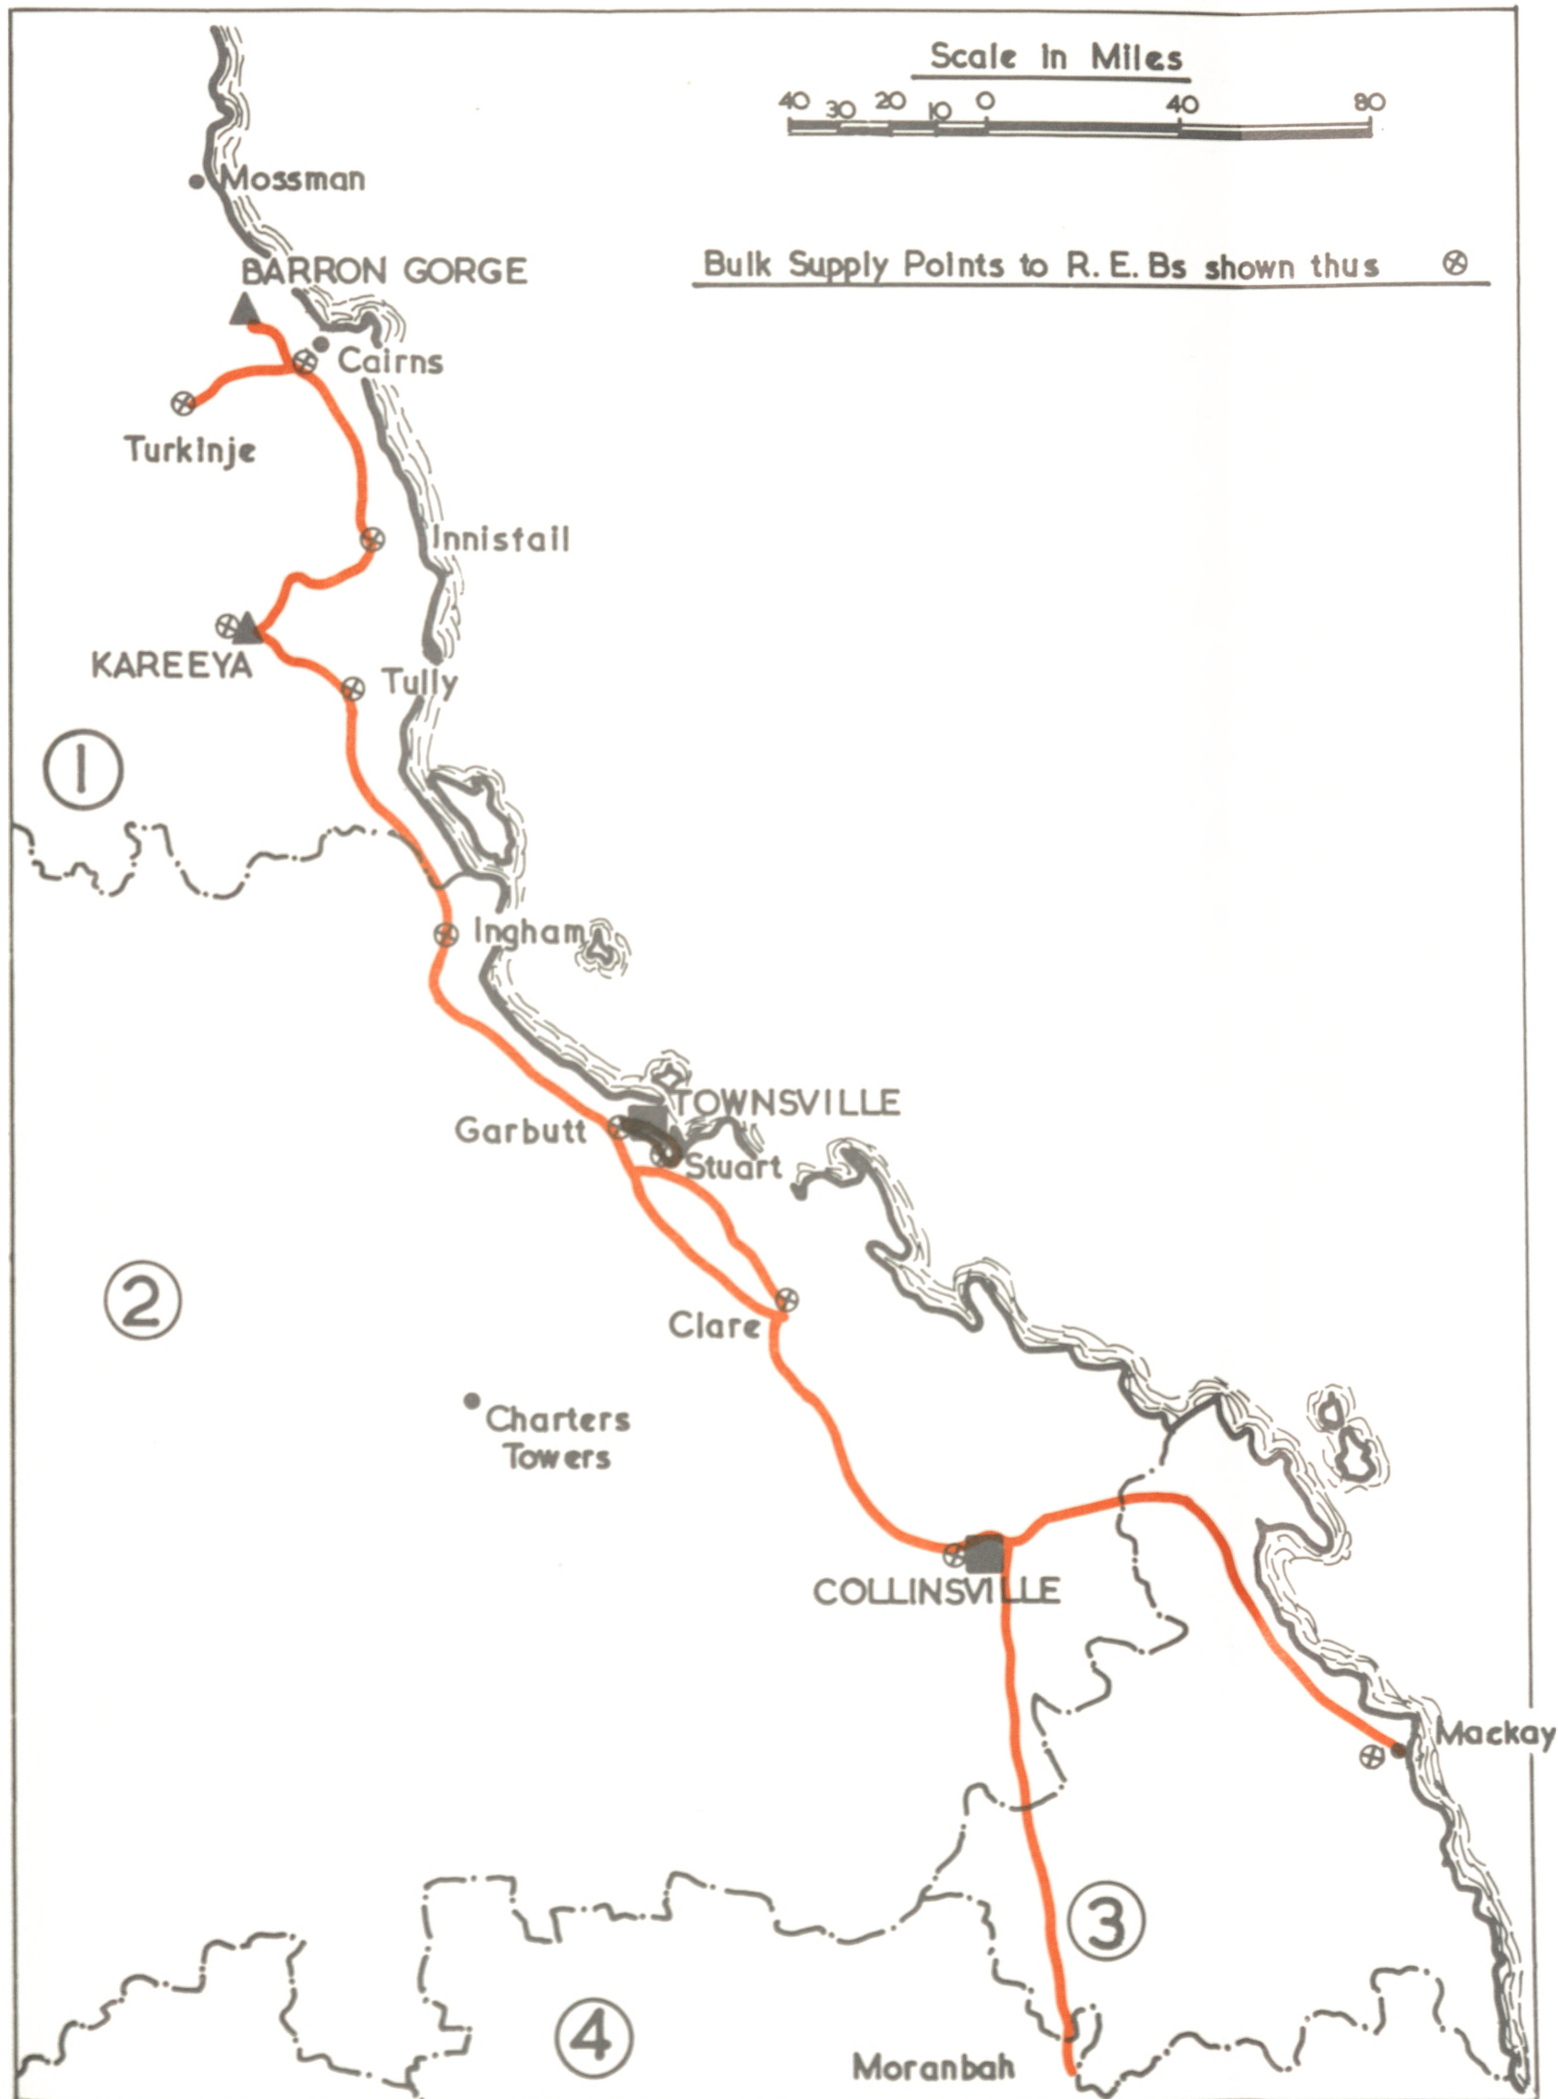 Scale in Miles
40 30 20 10 0 40 80
Mossman
BARRON GORGE
Bulk Supply Points to R. E. Bs shown thus
Cairns
Turkinje
Innisfail
KAREEYA
Tully
1
Ingham
TOWNSVILLE
Garbutt
Stuart
2
Clare
Charters
Towers
COLLINSVILLE
Mackay
3
4
Moranbah